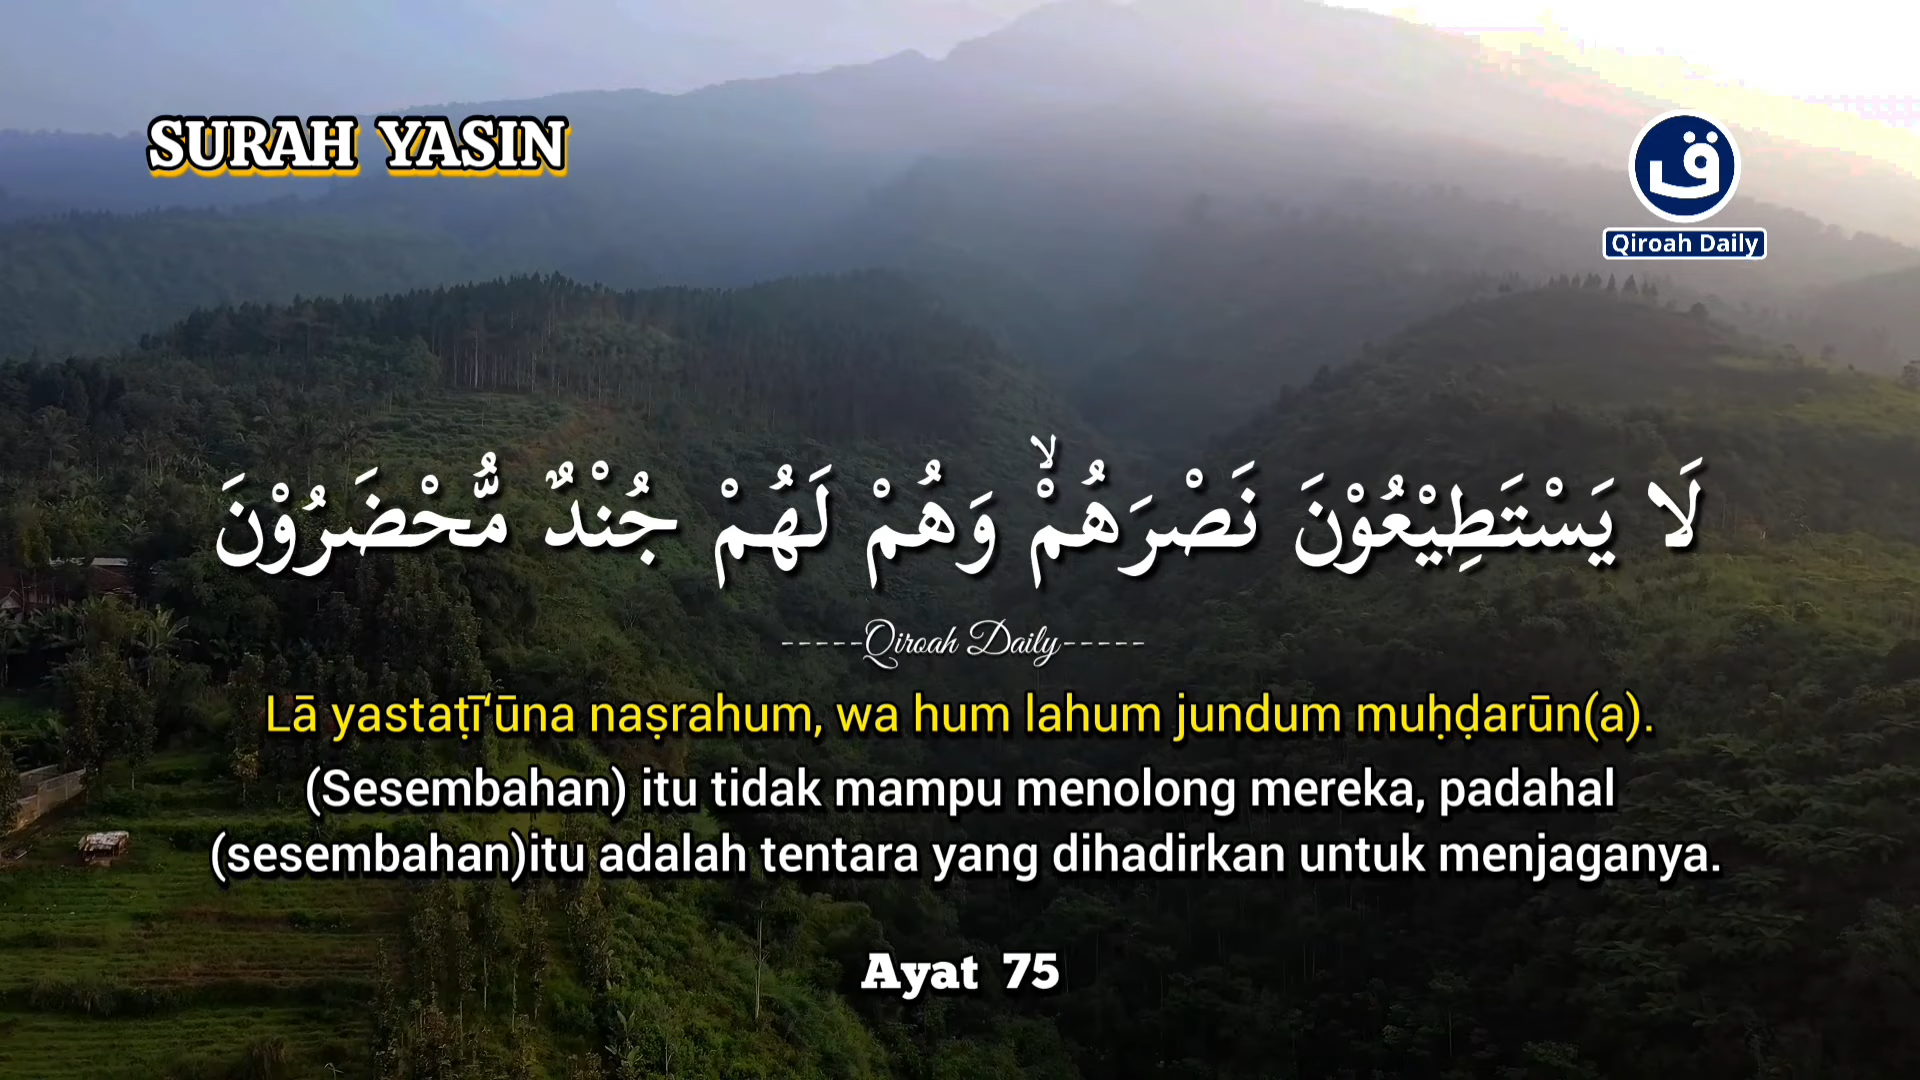 SURAH YASIN
ق
Qiroah Daily
لَا يَسْتَطِيْعُوْنَ نَصْرَهُمْۙ وَهُمْ لَهُمْ جُنْدٌ مُّحْضَرُوْنَ
-----Qiroah Daily-----
Lā yastaṭī‘ūna naṣrahum, wa hum lahum jundum muḥḍarūn(a).
(Sesembahan) itu tidak mampu menolong mereka, padahal
(sesembahan)itu adalah tentara yang dihadirkan untuk menjaganya.
Ayat 75